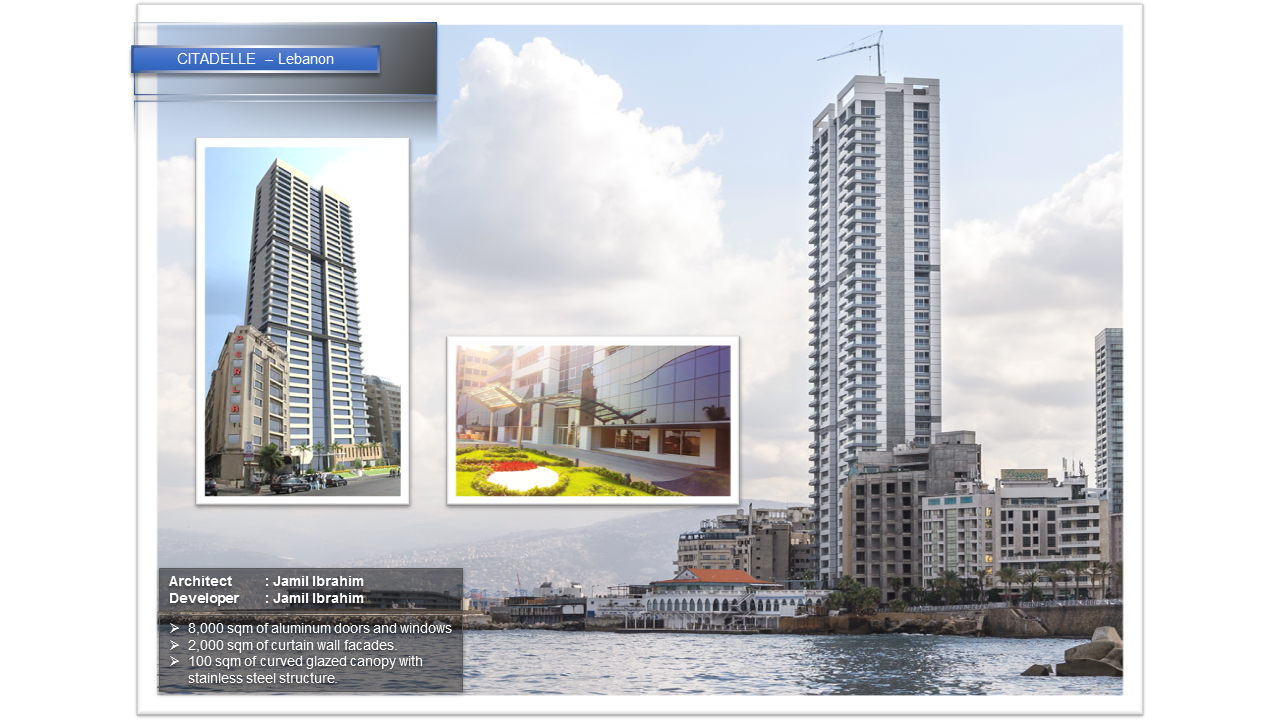 CITADELLE – Lebanon
PERLA
Architect : Jamil Ibrahim
Developer : Jamil Ibrahim
➢ 8,000 sqm of aluminum doors and windows
➢ 2,000 sqm of curtain wall facades.
➢ 100 sqm of curved glazed canopy with
stainless steel structure.